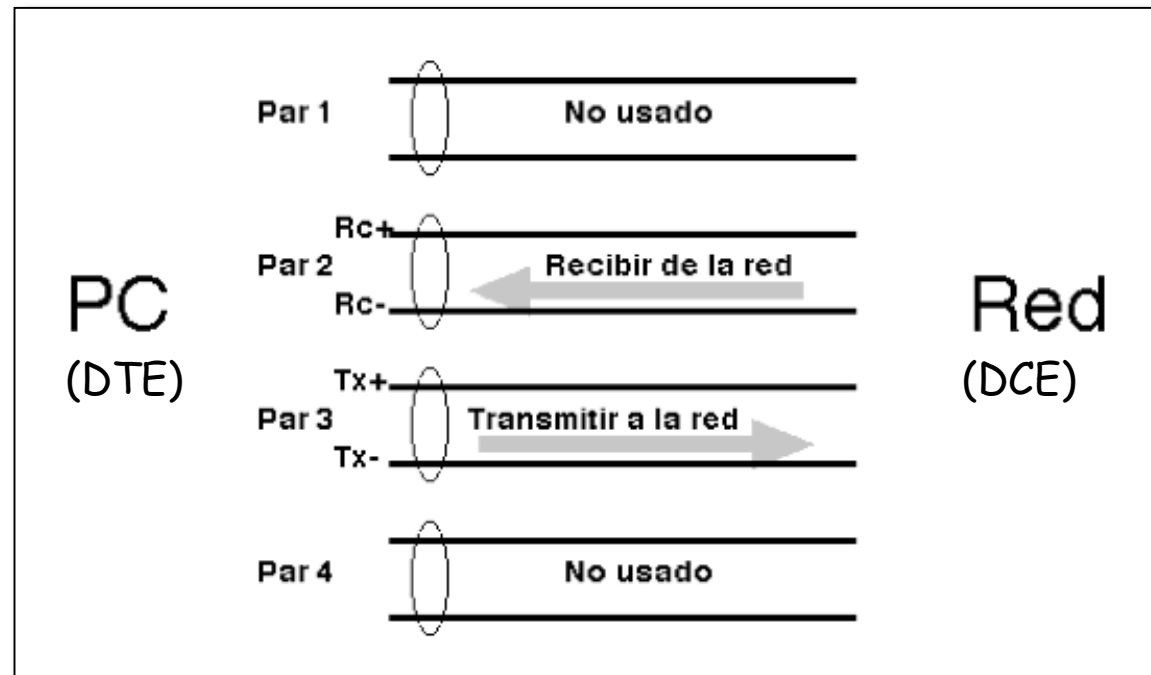 Par 1
No usado
Rc+
Par 2
Recibir de la red
Rc-
PC
(DTE)
Red
(DCE)
Tx+
Par 3
Transmitir a la red
Tx-
Par 4
No usado